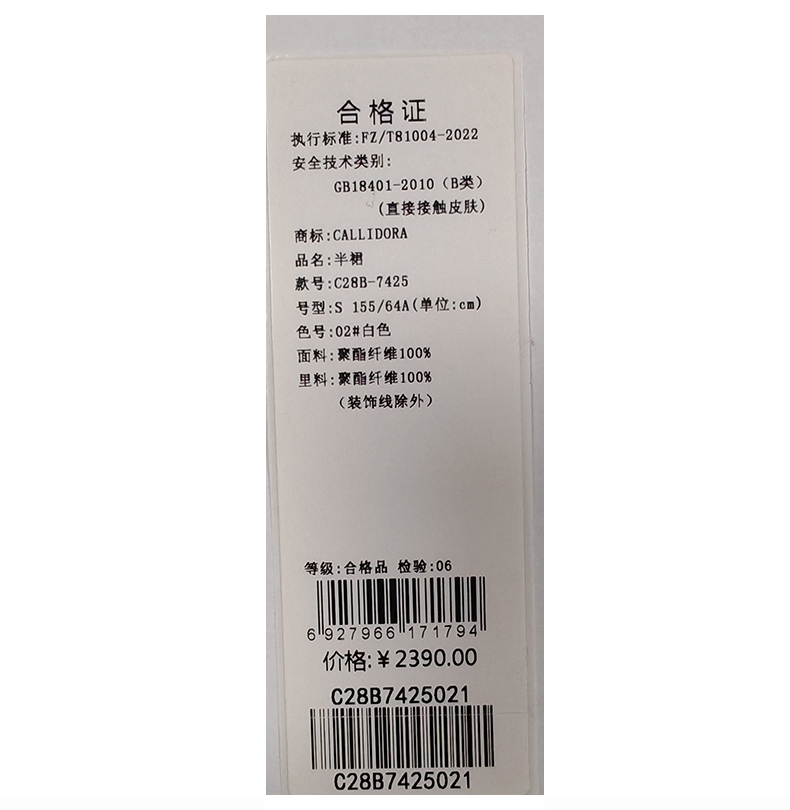 合格证
执行标准:FZ/T81004-2022
安全技术类别:
GB18401-2010（B类）
(直接接触皮肤)
商标:CALLIDORA
品名:半裙
款号:C28B-7425
号型:S 155/64A(单位:cm)
色号:02#白色
面料:聚酯纤维100%
里料:聚酯纤维100%
（装饰线除外）
等级:合格品 检验:06
6 927966 171794
价格:￥2390.00
C28B7425021
C28B7425021